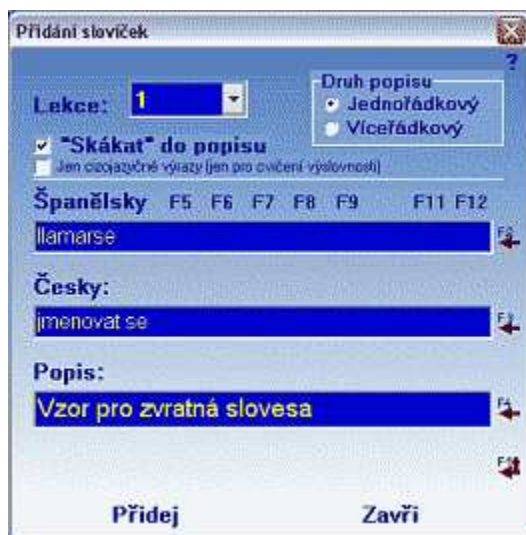 Přidání slovíček
?
Lekce: 1
Druh popisu
Jednořádkový
Víceřádkový
"Skákat" do popisu
Jen cizojazyčné výrazy (jen pro cvičení výslovnosti)
Španělsky F5 F6 F7 F8 F9 F11 F12
llamarse
Česky:
jmenovat se
F3
Popis:
Vzor pro zvratná slovesa
Přidej Zavři